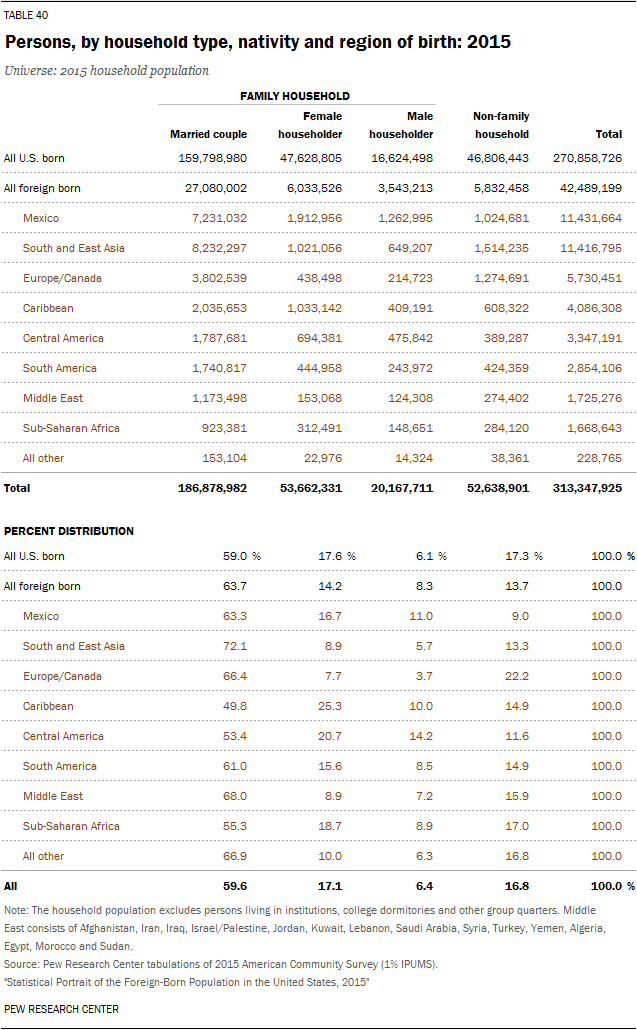 TABLE 40
Persons, by household type, nativity and region of birth: 2015
Universe: 2015 household population
FAMILY HOUSEHOLD
Married couple Female householder Male householder Non-family household Total
All U.S. born 159,798,980 47,628,805 16,624,498 46,806,443 270,858,726
All foreign born 27,080,002 6,033,526 3,543,213 5,832,458 42,489,199
Mexico 7,231,032 1,912,956 1,262,995 1,024,681 11,431,664
South and East Asia 8,232,297 1,021,056 649,207 1,514,235 11,416,795
Europe/Canada 3,802,539 438,498 214,723 1,274,691 5,730,451
Caribbean 2,035,653 1,033,142 409,191 608,322 4,086,308
Central America 1,787,681 694,381 475,842 389,287 3,347,191
South America 1,740,817 444,958 243,972 424,359 2,854,106
Middle East 1,173,498 153,068 124,308 274,402 1,725,276
Sub-Saharan Africa 923,381 312,491 148,651 284,120 1,668,643
All other 153,104 22,976 14,324 38,361 228,765
Total 186,878,982 53,662,331 20,167,711 52,638,901 313,347,925
PERCENT DISTRIBUTION
All U.S. born 59.0 % 17.6 % 6.1 % 17.3 % 100.0 %
All foreign born 63.7 14.2 8.3 13.7 100.0
Mexico 63.3 16.7 11.0 9.0 100.0
South and East Asia 72.1 8.9 5.7 13.3 100.0
Europe/Canada 66.4 7.7 3.7 22.2 100.0
Caribbean 49.8 25.3 10.0 14.9 100.0
Central America 53.4 20.7 14.2 11.6 100.0
South America 61.0 15.6 8.5 14.9 100.0
Middle East 68.0 8.9 7.2 15.9 100.0
Sub-Saharan Africa 55.3 18.7 8.9 17.0 100.0
All other 66.9 10.0 6.3 16.8 100.0
All 59.6 17.1 6.4 16.8 100.0 %
Note: The household population excludes persons living in institutions, college dormitories and other group quarters. Middle
East consists of Afghanistan, Iran, Iraq, Israel/Palestine, Jordan, Kuwait, Lebanon, Saudi Arabia, Syria, Turkey, Yemen, Algeria,
Egypt, Morocco and Sudan.
Source: Pew Research Center tabulations of 2015 American Community Survey (1% IPUMS).
"Statistical Portrait of the Foreign-Born Population in the United States, 2015"
PEW RESEARCH CENTER